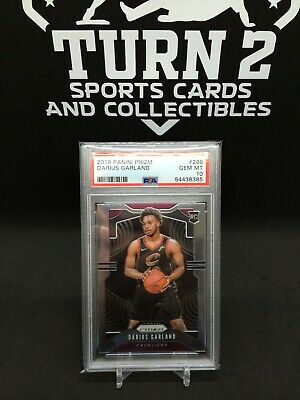 TURN 2
SPORTS CARDS
AND COLLECTIBLES
2019 PANINI PRIZM #288
DARIUS GARLAND GEM MT
10
PSA 54438385
RC
PRIZM
DARIUS GARLAND
CAVALIERS